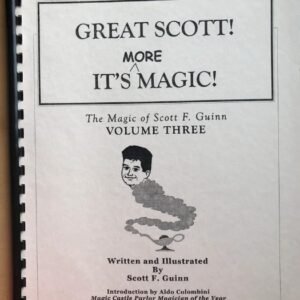 GREAT SCOTT!
MORE
IT'S MAGIC!
The Magic of Scott F. Guinn
VOLUME THREE
Written and Illustrated
By
Scott F. Guinn
Introduction by Aldo Colombini
Magic Castle Parlor Magician of the Year